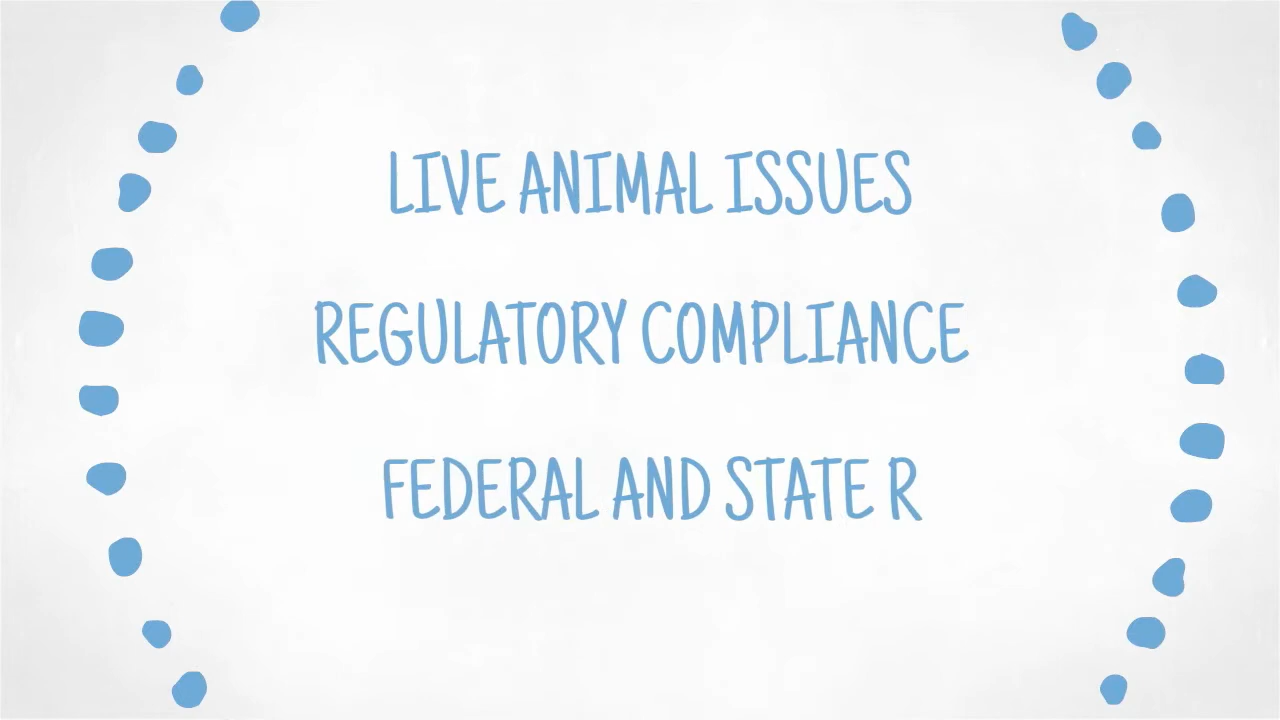 LIVE ANIMAL ISSUES
REGULATORY COMPLIANCE
FEDERAL AND STATE R